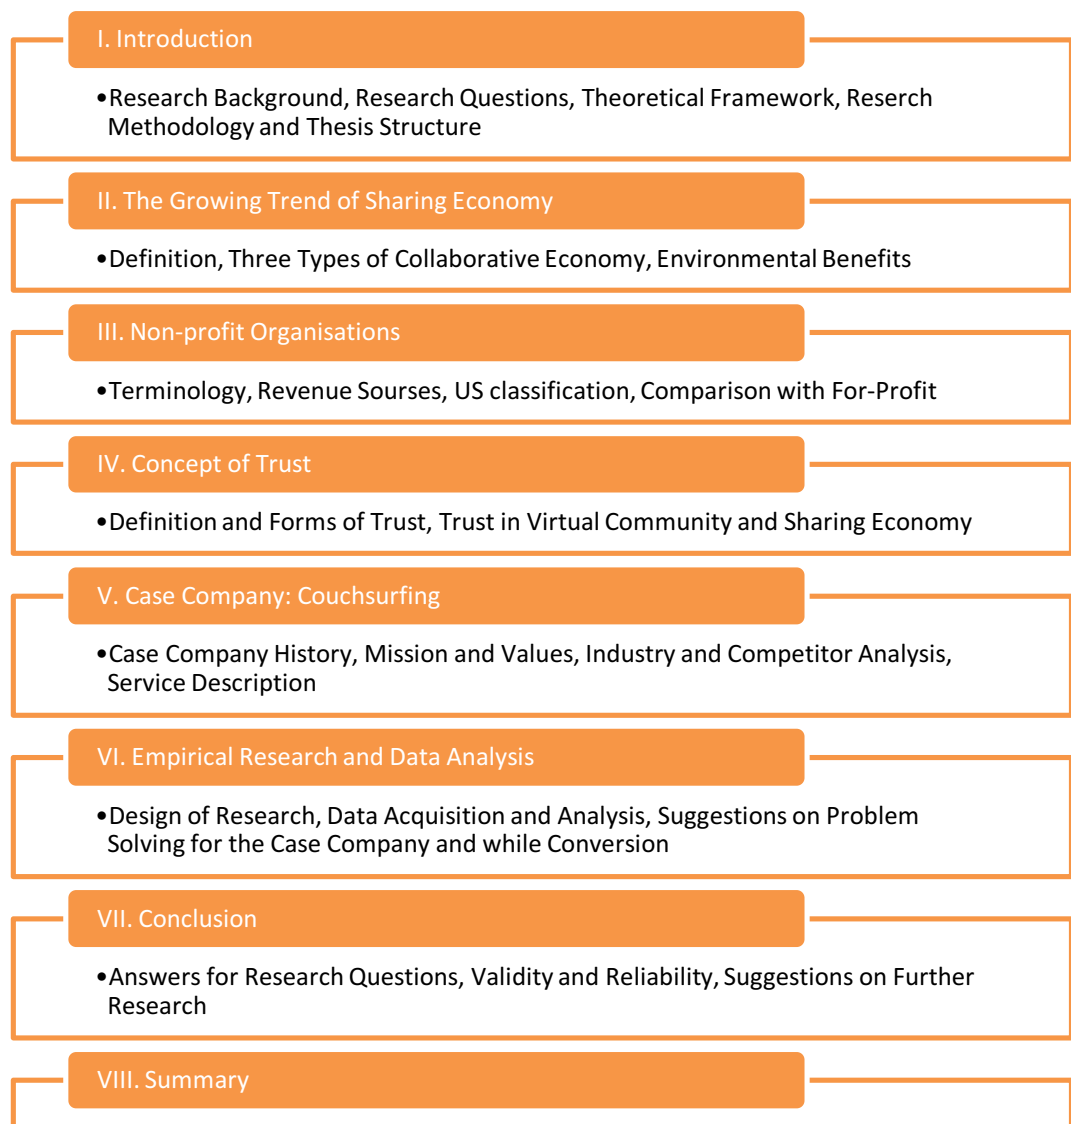 I. Introduction
•Research Background, Research Questions, Theoretical Framework, Reserch
Methodology and Thesis Structure
II. The Growing Trend of Sharing Economy
•Definition, Three Types of Collaborative Economy, Environmental Benefits
III. Non-profit Organisations
•Terminology, Revenue Sourses, US classification, Comparison with For-Profit
IV. Concept of Trust
•Definition and Forms of Trust, Trust in Virtual Community and Sharing Economy
V. Case Company: Couchsurfing
•Case Company History, Mission and Values, Industry and Competitor Analysis,
Service Description
VI. Empirical Research and Data Analysis
•Design of Research, Data Acquisition and Analysis, Suggestions on Problem
Solving for the Case Company and while Conversion
VII. Conclusion
•Answers for Research Questions, Validity and Reliability, Suggestions on Further
Research
VIII. Summary